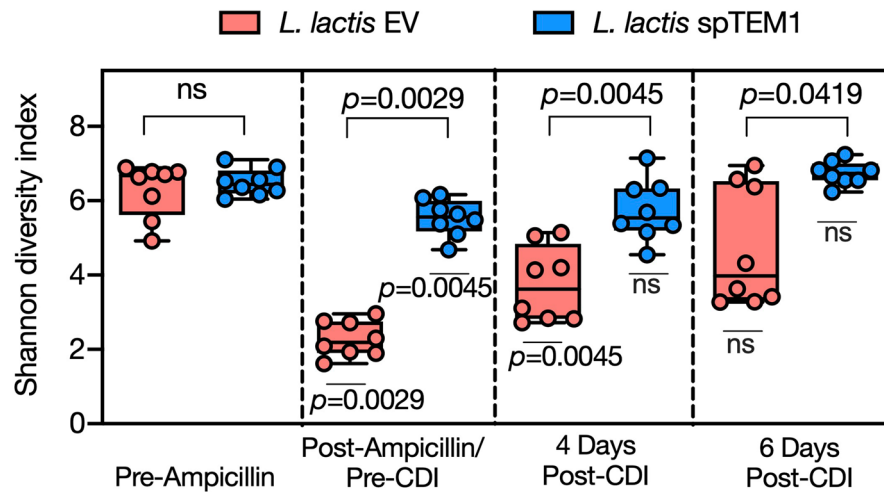 L. lactis EV
L. lactis spTEM1
Shannon diversity index
8
6
4
2
0
ns
p=0.0029
p=0.0045
p=0.0419
p=0.0045
p=0.0029
ns
p=0.0045
ns
ns
Pre-Ampicillin
Post-Ampicillin/
Pre-CDI
4 Days
Post-CDI
6 Days
Post-CDI